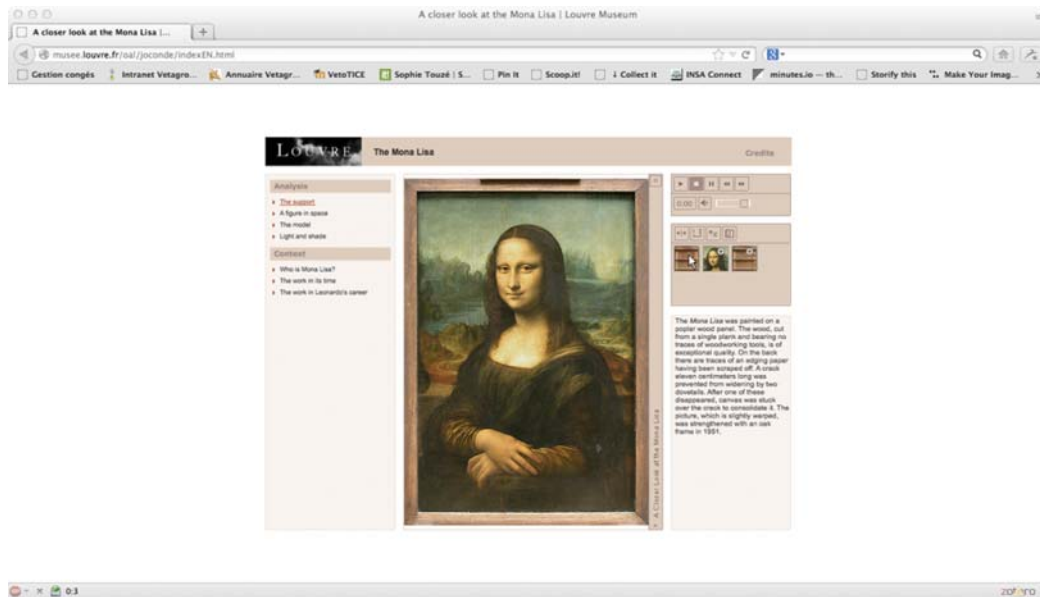 A closer look at the Mona Lisa | Louvre Museum
A closer look at the Mona Lisa |... +
musee.louvre.fr/oal/joconde/indexEN.html
Gestion congés Intranet Vetagro... Annuaire Vetagr... VetoTICE Sophie Touzé | S... Pin It Scoop.it! Collect it INSA Connect minutes.io — th... Storify this Make Your Imag...
LOUVRE The Mona Lisa Credits
Analysis
The support
A figure in space
The model
Light and shade
Context
Who is Mona Lisa?
The work in its time
The work in Leonardo's career
A Closer Look at the Mona Lisa
0:00
The Mona Lisa was painted on a
poplar wood panel. The wood, cut
from a single plank and bearing no
traces of woodworking tools, is of
exceptional quality. On the back
there are traces of an edging paper
having been scraped off. A crack
eleven centimeters long was
prevented from widening by two
dovetails. After one of these
disappeared, canvas was stuck
over the crack to consolidate it. The
picture, which is slightly warped,
was strengthened with an oak
frame in 1951.
0:3
zotero